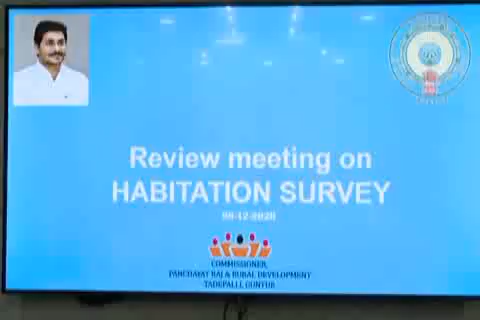 Review meeting on
HABITATION SURVEY
COMMISSIONER,
PANCHAYAT RAJ & RURAL DEVELOPMENT
TADEPALLI, GUNTUR